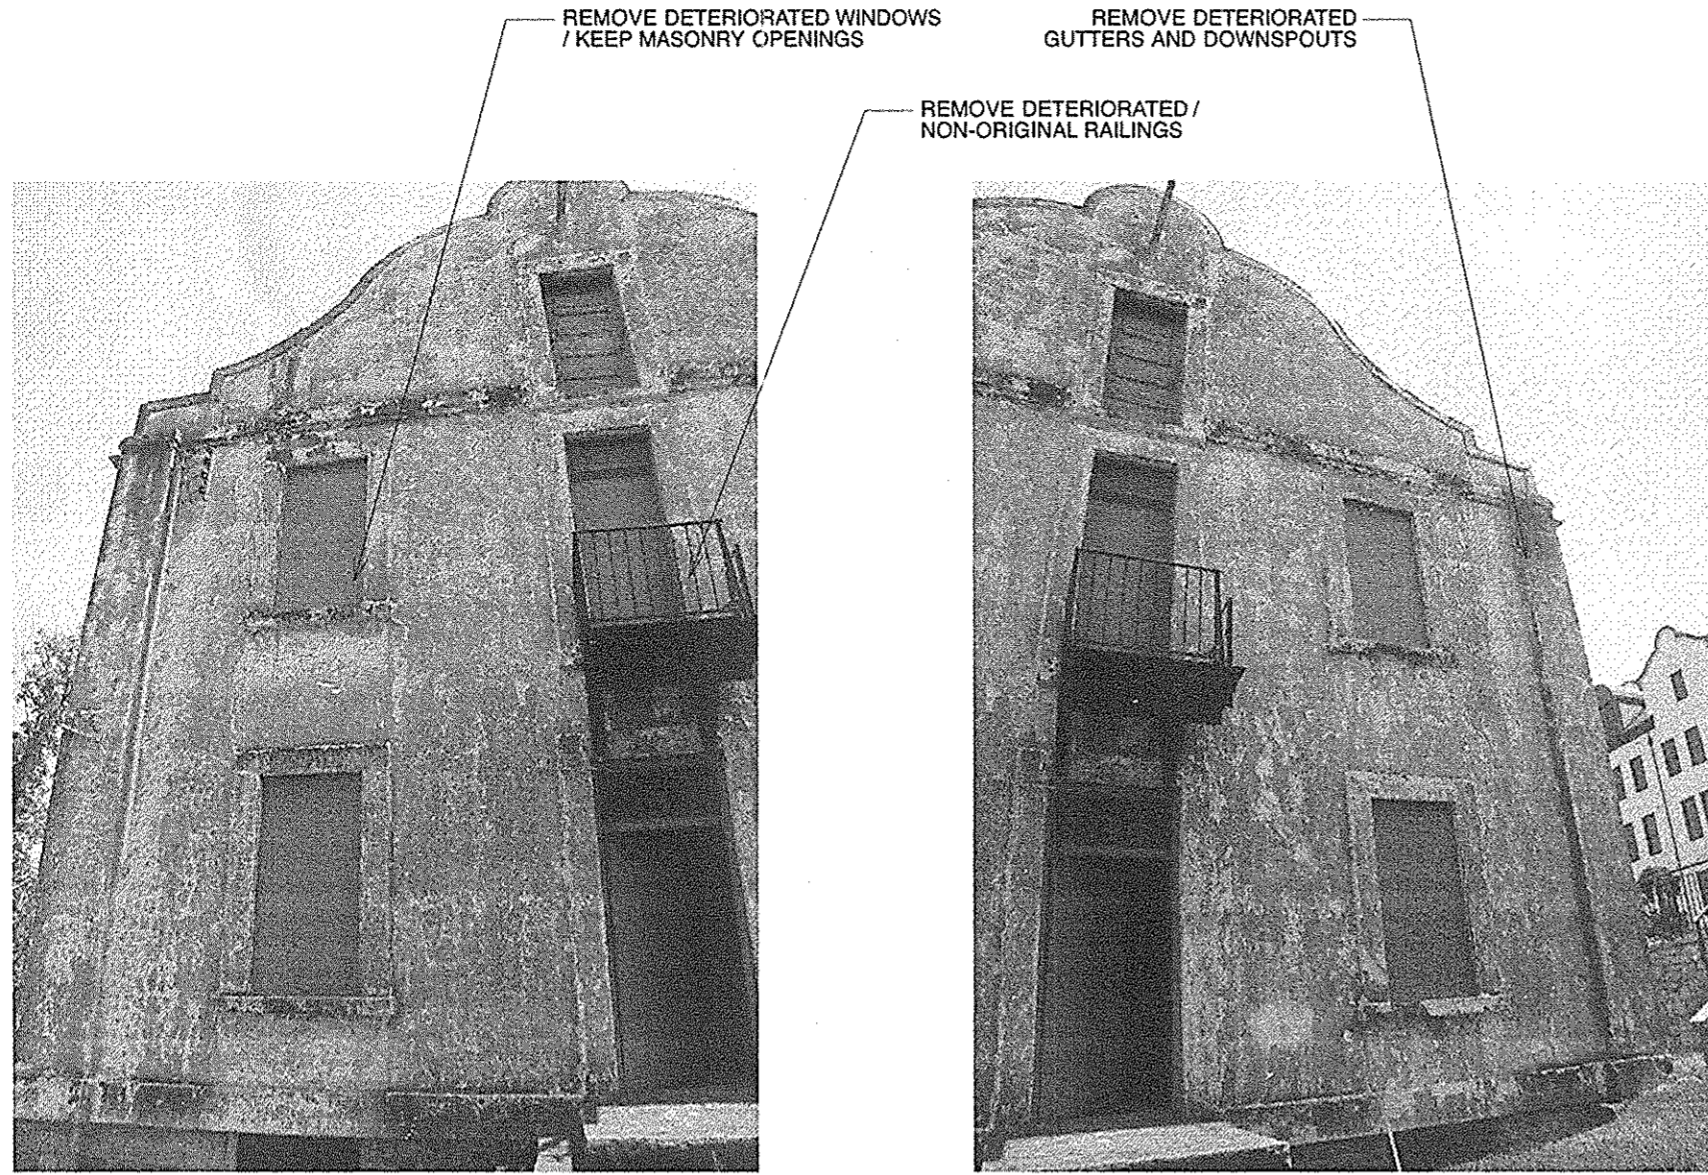 REMOVE DETERIORATED WINDOWS
/ KEEP MASONRY OPENINGS
REMOVE DETERIORATED
GUTTERS AND DOWNSPOUTS
REMOVE DETERIORATED /
NON-ORIGINAL RAILINGS